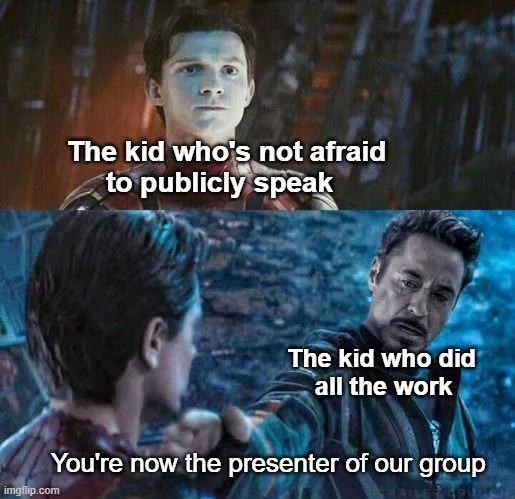 The kid who's not afraid
to publicly speak
The kid who did
all the work
You're now the presenter of our group
imgflip.com